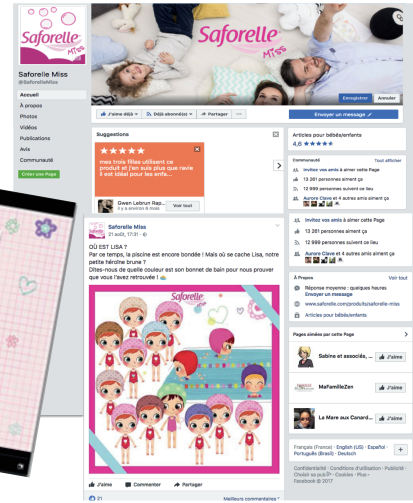 Saforelle
MISS
Saforelle
MISS
Saforelle Miss
@SaforelleMiss
Accueil
À propos
Photos
Vidéos
Publications
Avis
Communauté
Créer une Page
Enregistrer Annuler
J'aime déjà Déjà abonné(e) Partager ...
Envoyer un message
Suggestions
mes trois filles utilisent ce
produit et j'en suis plus que ravie
il est idéal pour les enfa...
Gwen Lebrun Rap...
il y a environ 6 mois
Voir tout
Saforelle Miss
21 août, 17:31
OÙ EST LISA ?
Par ce temps, la piscine est encore bondée ! Mais où se cache Lisa, notre
petite héroïne brune ?
Dites-nous de quelle couleur est son bonnet de bain pour nous prouver
que vous l'avez retrouvée !
Saforelle
MISS
J'aime Commenter Partager
21 Meilleurs commentaires
Articles pour bébés/enfants
4,6
Communauté Tout afficher
Invitez vos amis à aimer cette Page
13 261 personnes aiment ça
12 999 personnes suivent ce lieu
Aurore Clave et 4 autres amis
aiment ça
Invitez vos amis à aimer cette Page
13 261 personnes aiment ça
12 999 personnes suivent ce lieu
Aurore Clave et 4 autres amis
aiment ça
À Propos Voir tout
Réponse moyenne : quelques heures
Envoyer un message
www.saforelle.com/produits/saforelle-miss
Articles pour bébés/enfants
Pages aimées par cette Page
Sabine et associés, ... J'aime
MaFamilleZen J'aime
La Mare aux Canard... J'aime
Français (France) · English (US) · Español ·
Português (Brasil) · Deutsch
Confidentialité · Conditions d'utilisation · Publicité ·
Choisir sa pub · Cookies · Plus
Facebook © 2017